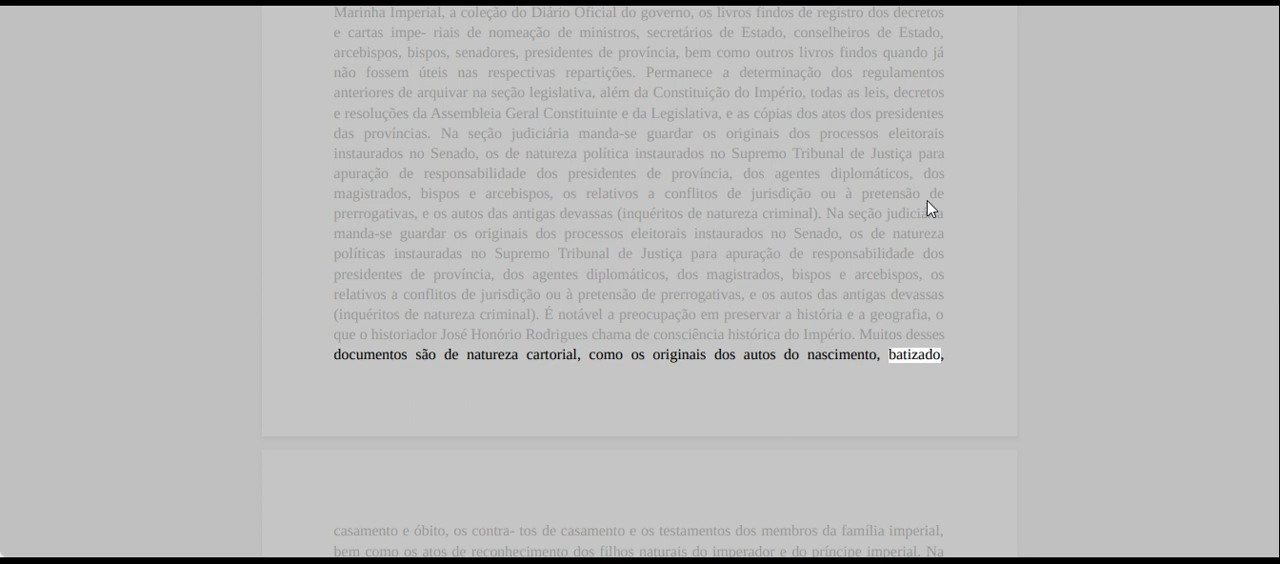 Marinha Imperial, a coleção do Diário Oficial do governo, os livros findos de registro dos decretos
e cartas impe- riais de nomeação de ministros, secretários de Estado, conselheiros de Estado,
arcebispos, bispos, senadores, presidentes de província, bem como outros livros findos quando já
não fossem úteis nas respectivas repartições. Permanece a determinação dos regulamentos
anteriores de arquivar na seção legislativa, além da Constituição do Império, todas as leis, decretos
e resoluções da Assembleia Geral Constituinte e da Legislativa, e as cópias dos atos dos presidentes
das províncias. Na seção judiciária manda-se guardar os originais dos processos eleitorais
instaurados no Senado, os de natureza política instaurados no Supremo Tribunal de Justiça para
apuração de responsabilidade dos presidentes de província, dos agentes diplomáticos, dos
magistrados, bispos e arcebispos, os relativos a conflitos de jurisdição ou à pretensão de
prerrogativas, e os autos das antigas devassas (inquéritos de natureza criminal). Na seção judiciária
manda-se guardar os originais dos processos eleitorais instaurados no Senado, os de natureza
políticas instauradas no Supremo Tribunal de Justiça para apuração de responsabilidade dos
presidentes de província, dos agentes diplomáticos, dos magistrados, bispos e arcebispos, os
relativos a conflitos de jurisdição ou à pretensão de prerrogativas, e os autos das antigas devassas
(inquéritos de natureza criminal). É notável a preocupação em preservar a história e a geografia, o
que o historiador José Honório Rodrigues chama de consciência histórica do Império. Muitos desses
documentos são de natureza cartorial, como os originais dos autos do nascimento, batizado,
casamento e óbito, os contra- tos de casamento e os testamentos dos membros da família imperial,
bem como os atos de reconhecimento dos filhos naturais do imperador e do príncipe imperial. Na